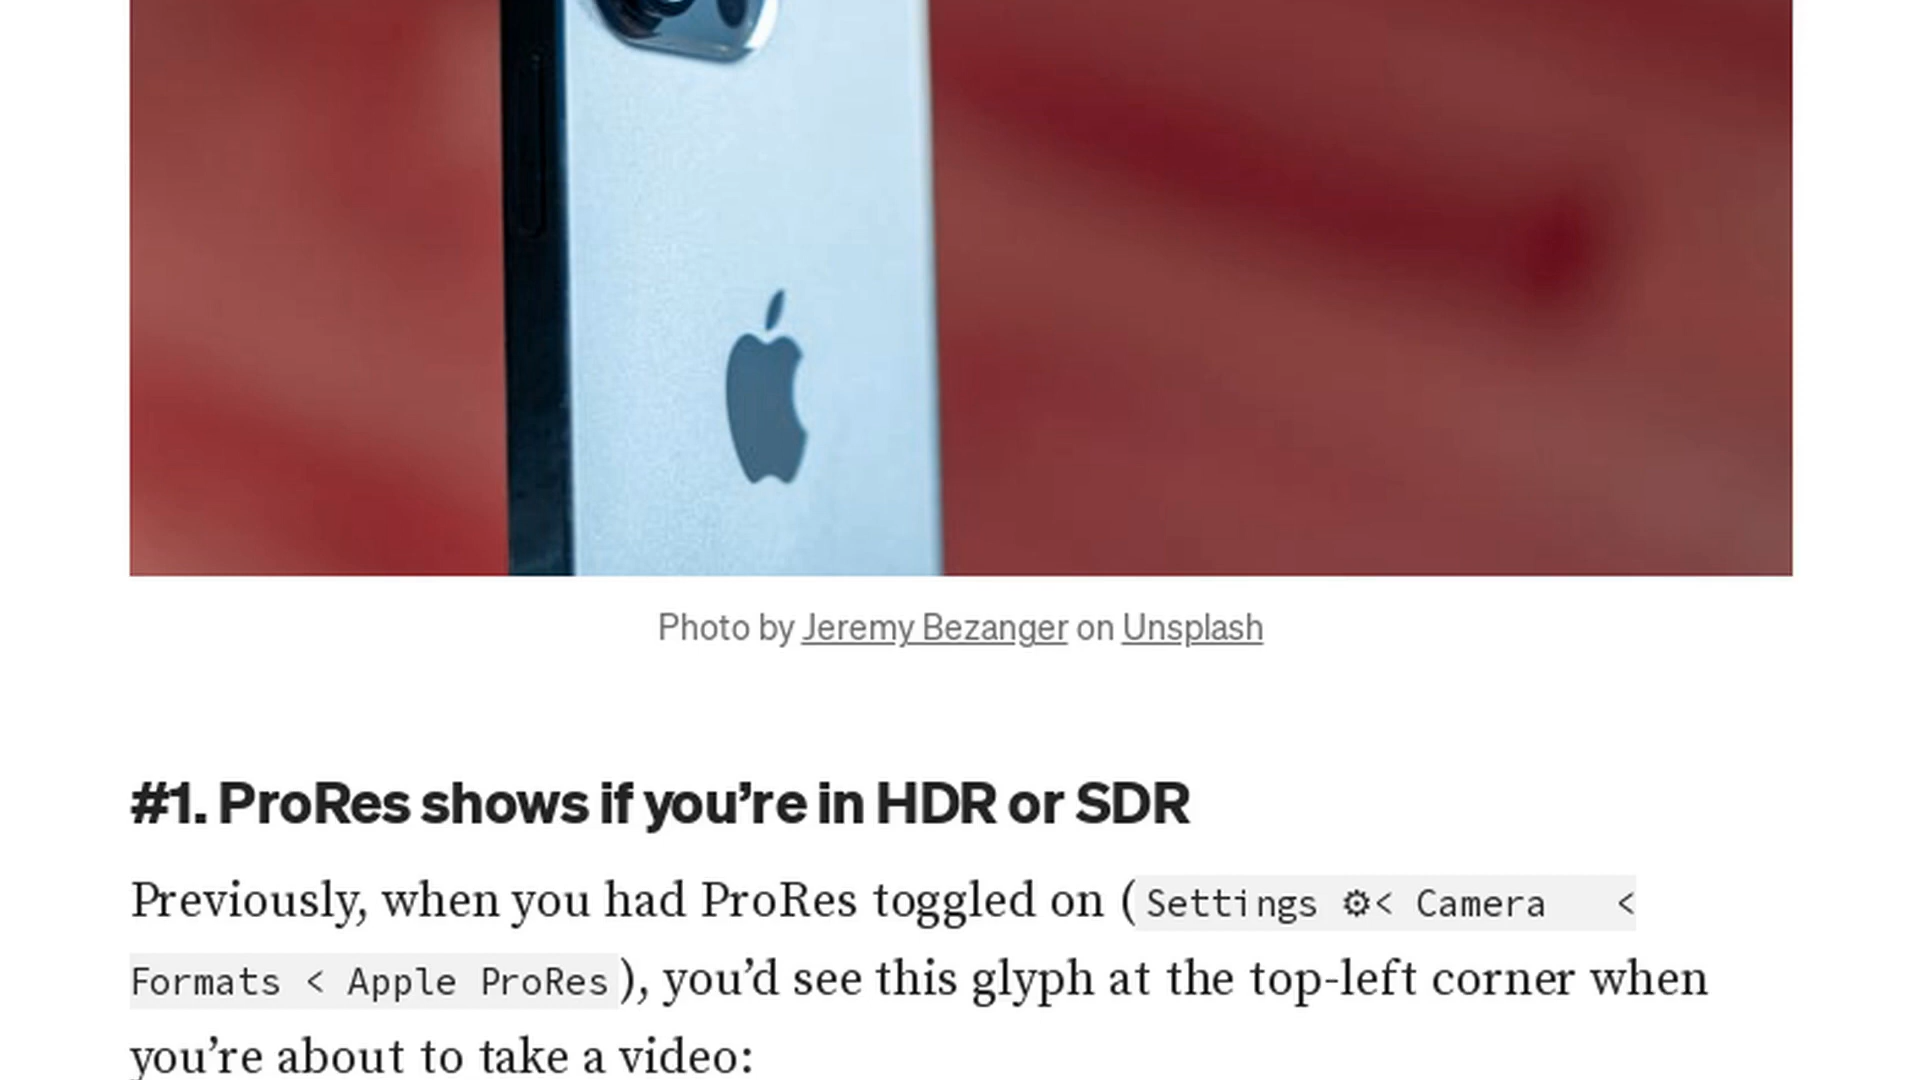 Photo by Jeremy Bezanger on Unsplash
#1. ProRes shows if you’re in HDR or SDR
Previously, when you had ProRes toggled on ( Settings ⚙< Camera   <
Formats < Apple ProRes ), you’d see this glyph at the top-left corner when
you’re about to take a video: